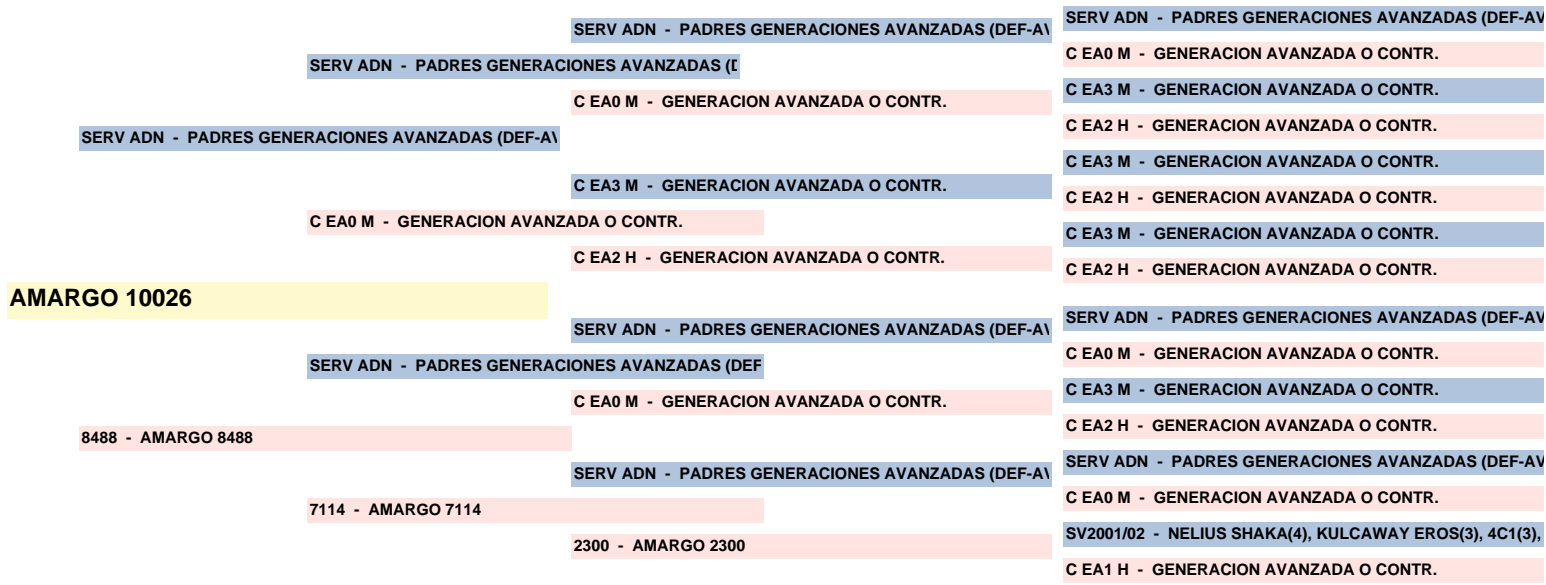 SERV ADN - PADRES GENERACIONES AVANZADAS (DEF-AV
SERV ADN - PADRES GENERACIONES AVANZADAS (DEF-AV
C EA0 M - GENERACION AVANZADA O CONTR.
SERV ADN - PADRES GENERACIONES AVANZADAS (D
C EA3 M - GENERACION AVANZADA O CONTR.
C EA0 M - GENERACION AVANZADA O CONTR.
C EA2 H - GENERACION AVANZADA O CONTR.
SERV ADN - PADRES GENERACIONES AVANZADAS (DEF-AV
C EA3 M - GENERACION AVANZADA O CONTR.
C EA3 M - GENERACION AVANZADA O CONTR.
C EA2 H - GENERACION AVANZADA O CONTR.
C EA0 M - GENERACION AVANZADA O CONTR.
C EA3 M - GENERACION AVANZADA O CONTR.
C EA2 H - GENERACION AVANZADA O CONTR.
C EA2 H - GENERACION AVANZADA O CONTR.
AMARGO 10026
SERV ADN - PADRES GENERACIONES AVANZADAS (DEF-AV
SERV ADN - PADRES GENERACIONES AVANZADAS (DEF-AV
C EA0 M - GENERACION AVANZADA O CONTR.
SERV ADN - PADRES GENERACIONES AVANZADAS (DEF
C EA3 M - GENERACION AVANZADA O CONTR.
C EA0 M - GENERACION AVANZADA O CONTR.
C EA2 H - GENERACION AVANZADA O CONTR.
8488 - AMARGO 8488
SERV ADN - PADRES GENERACIONES AVANZADAS (DEF-AV
SERV ADN - PADRES GENERACIONES AVANZADAS (DEF-AV
C EA0 M - GENERACION AVANZADA O CONTR.
7114 - AMARGO 7114
SV2001/02 - NELIUS SHAKA(4), KULCAWAY EROS(3), 4C1(3),
2300 - AMARGO 2300
C EA1 H - GENERACION AVANZADA O CONTR.